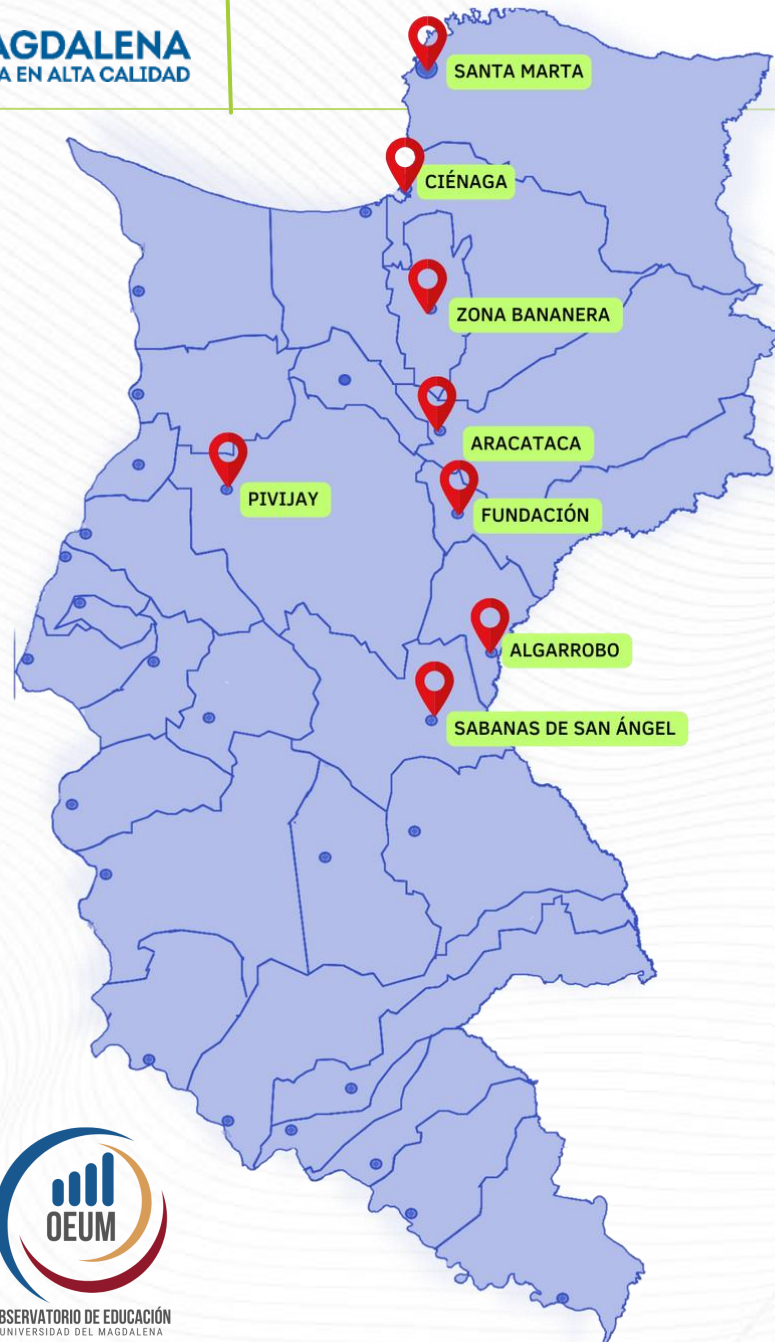 AGDALENA
A EN ALTA CALIDAD
SANTA MARTA
CIÉNAGA
ZONA BANANERA
ARACATACA
PIVIJAY
FUNDACIÓN
ALGARROBO
SABANAS DE SAN ÁNGEL
OEUM
BSERVATORIO DE EDUCACIÓN
UNIVERSIDAD DEL MAGDALENA